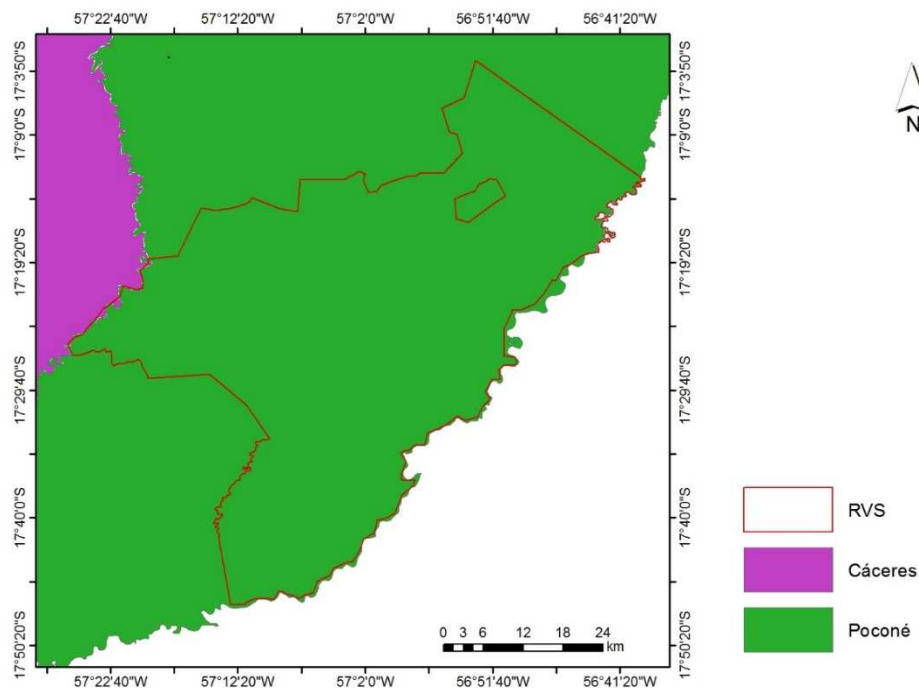 57°22'40"W 57°12'20"W 57°2'0"W 56°51'40"W 56°41'20"W
17°3'50"S 17°3'50"S
N
17°9'0"S 17°9'0"S
17°19'20"S 17°19'20"S
17°29'40"S 17°29'40"S
17°40'0"S 17°40'0"S
RVS
Cáceres
Poconé
0 3 6 12 18 24
km
17°50'20"S 17°50'20"S
57°22'40"W 57°12'20"W 57°2'0"W 56°51'40"W 56°41'20"W